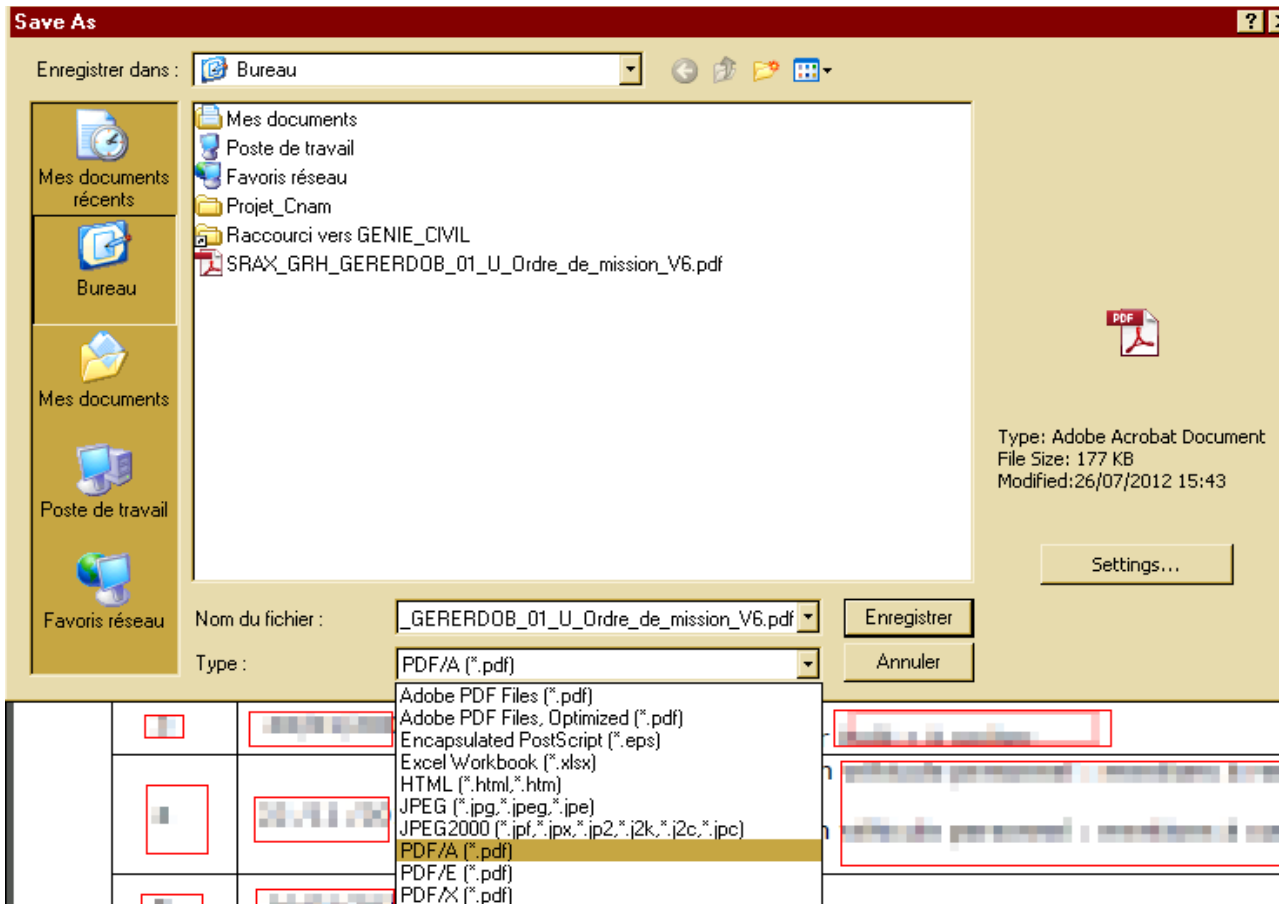 Save As
?
Enregistrer dans :
Bureau
Mes documents
récents
Bureau
Mes documents
Poste de travail
Favoris réseau
Mes documents
Poste de travail
Favoris réseau
Projet_Cnam
Raccourci vers GENIE_CIVIL
SRAX_GRH_GERERDOB_01_U_Ordre_de_mission_V6.pdf
PDF
Type: Adobe Acrobat Document
File Size: 177 KB
Modified:26/07/2012 15:43
Settings...
Nom du fichier :
_GERERDOB_01_U_Ordre_de_mission_V6.pdf
Enregistrer
Type :
PDF/A (*.pdf)
Annuler
Adobe PDF Files (*.pdf)
Adobe PDF Files, Optimized (*.pdf)
Encapsulated PostScript (*.eps)
Excel Workbook (*.xlsx)
HTML (*.html,*.htm)
JPEG (*.jpg,*.jpeg,*.jpe)
JPEG2000 (*.jpf,*.jpx,*.jp2,*.j2k,*.j2c,*.jpc)
PDF/A (*.pdf)
PDF/E (*.pdf)
PDF/X (*.pdf)